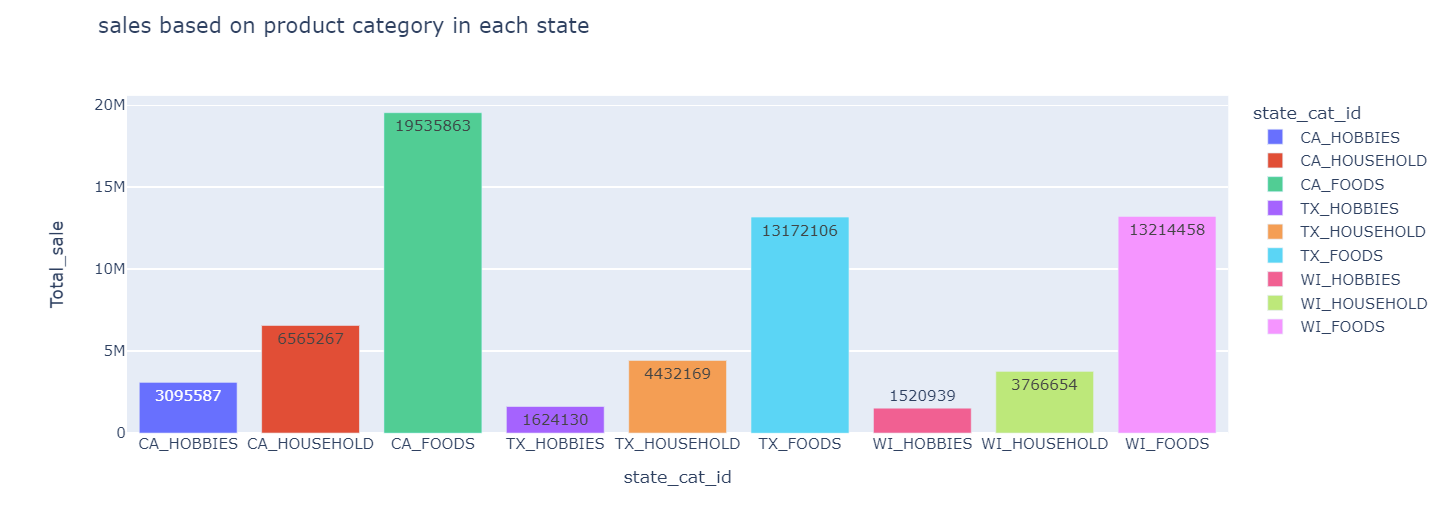 sales based on product category in each state
20M
15M
10M
5M
0
Total_sale
3095587
6565267
19535863
1624130
4432169
13172106
1520939
3766654
13214458
CA_HOBBIES
CA_HOUSEHOLD
CA_FOODS
TX_HOBBIES
TX_HOUSEHOLD
TX_FOODS
WI_HOBBIES
WI_HOUSEHOLD
WI_FOODS
state_cat_id
state_cat_id
CA_HOBBIES
CA_HOUSEHOLD
CA_FOODS
TX_HOBBIES
TX_HOUSEHOLD
TX_FOODS
WI_HOBBIES
WI_HOUSEHOLD
WI_FOODS